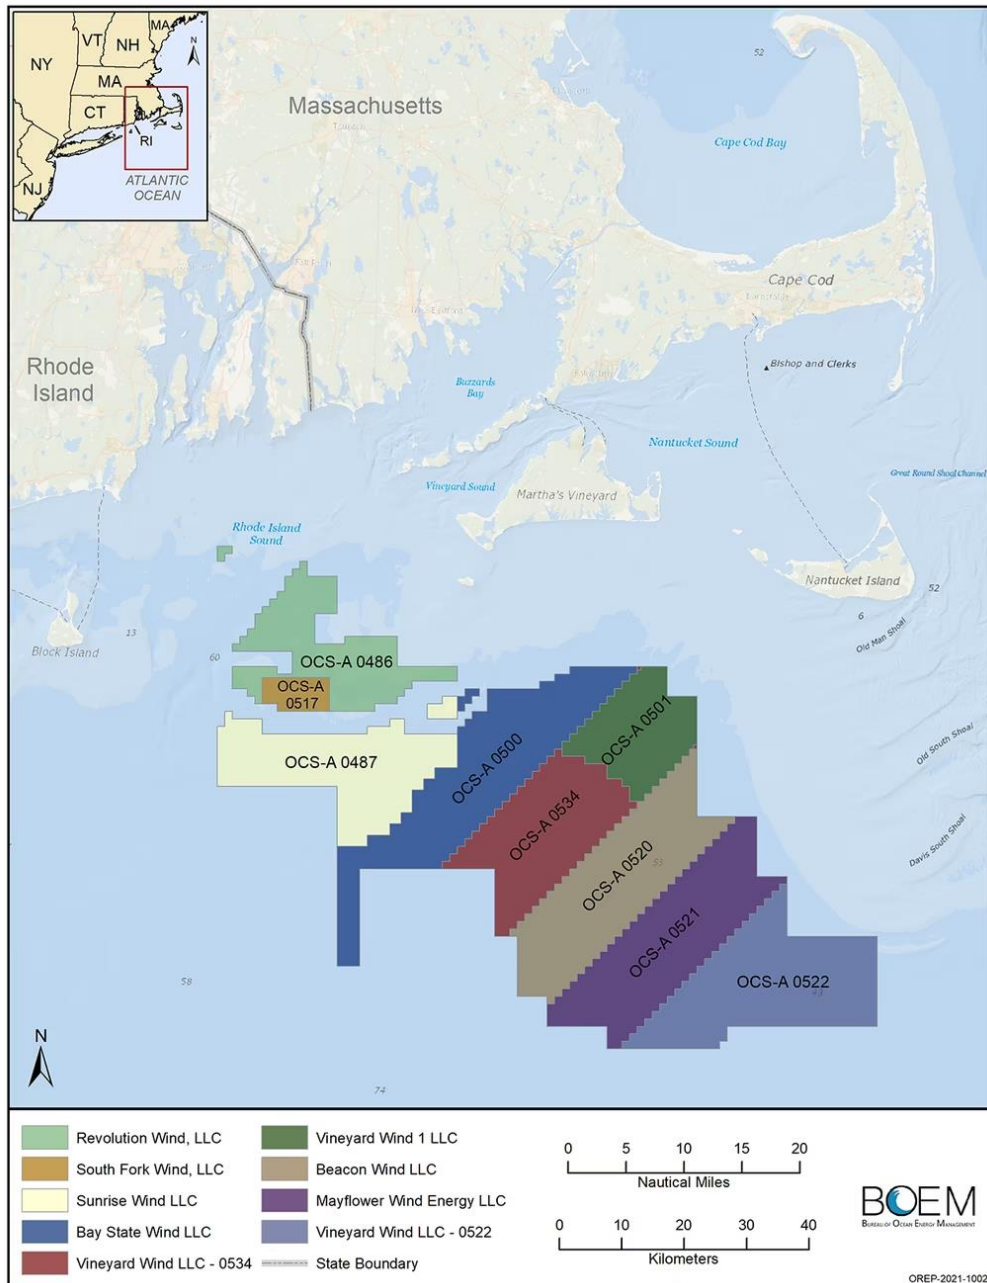 MA
VT
NH
NY
MA
CT
RI
NJ
ATLANTIC
OCEAN
N
52
Massachusetts
Cape Cod Bay
Cape Cod
Rhode
Island
Bishop and Clerks
Buzzards
Bay
Nantucket Sound
Great Round Shoal Channel
Vineyard Sound
Martha's Vineyard
Rhode Island
Sound
Nantucket Island
52
6
Old Man Shoal
13
Block Island
60
OCS-A 0486
OCS-A
0517
OCS-A 0487
OCS-A 0500
OCS-A 0501
OCS-A 0534
OCS-A 0520
53
OCS-A 0521
OCS-A 0522
Old South Shoal
Davis South Shoal
58
74
N
Revolution Wind, LLC
South Fork Wind, LLC
Sunrise Wind LLC
Bay State Wind LLC
Vineyard Wind LLC - 0534
Vineyard Wind 1 LLC
Beacon Wind LLC
Mayflower Wind Energy LLC
Vineyard Wind LLC - 0522
State Boundary
0 5 10 15 20
Nautical Miles
0 10 20 30 40
Kilometers
BOEM
BUREAU OF OCEAN ENERGY MANAGEMENT
OREP-2021-1002